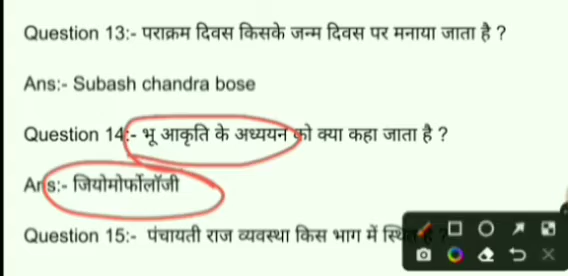 Question 13:- पराक्रम दिवस किसके जन्म दिवस पर मनाया जाता है ?
Ans:- Subash chandra bose
Question 14:- भू आकृति के अध्ययन को क्या कहा जाता है ?
Ans:- जियोमोर्फोलॉजी
Question 15:- पंचायती राज व्यवस्था किस भाग में